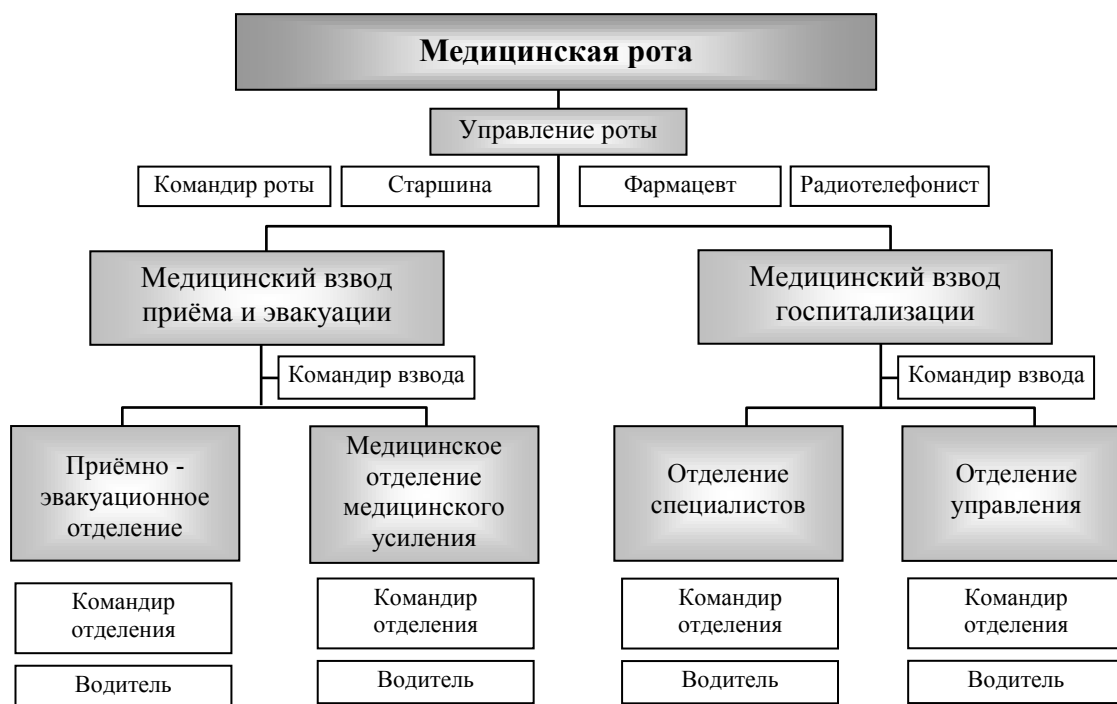 Медицинская рота
Управление роты
Командир роты
Старшина
Фармацевт
Радиотелефонист
Медицинский взвод
приёма и эвакуации
Медицинский взвод
госпитализации
Командир взвода
Командир взвода
Приёмно -
эвакуационное
отделение
Медицинское
отделение
медицинского
усиления
Отделение
специалистов
Отделение
управления
Командир
отделения
Командир
отделения
Командир
отделения
Командир
отделения
Водитель
Водитель
Водитель
Водитель